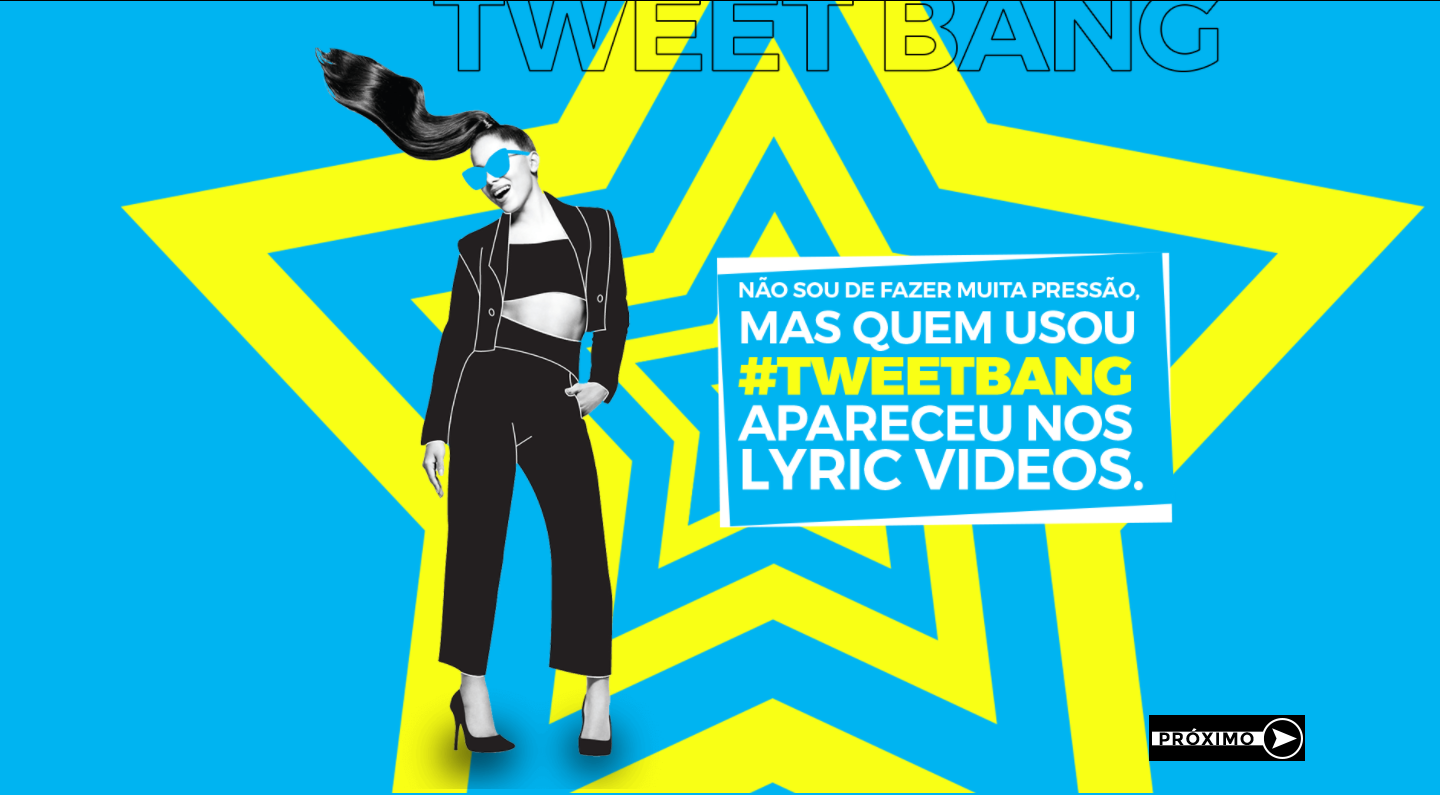 TWEET BANG
NÃO SOU DE FAZER MUITA PRESSÃO,
MAS QUEM USOU
#TWEETBANG
APARECEU NOS
LYRIC VIDEOS.
PRÓXIMO